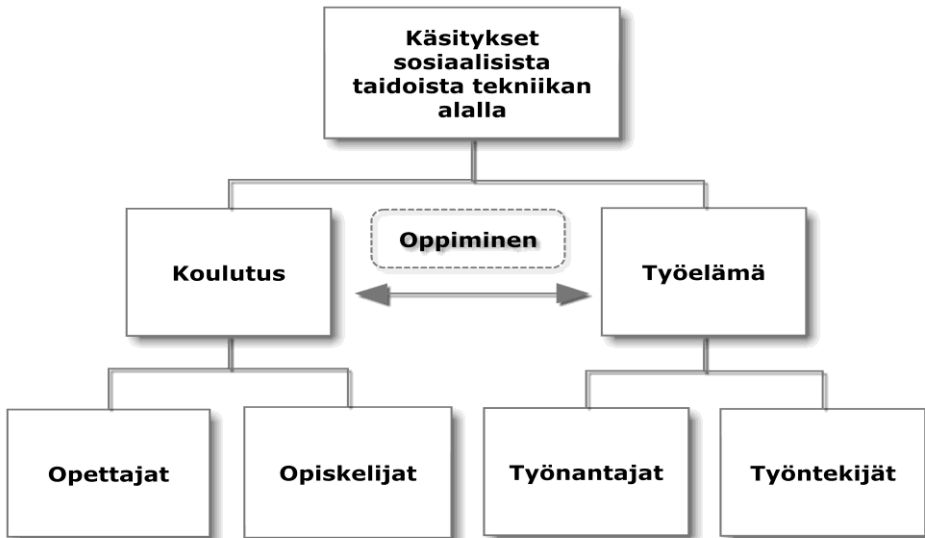 Käsitykset
sosiaalisista
taidoista tekniikan
alalla
Oppiminen
Koulutus
Työelämä
Opettajat
Opiskelijat
Työnantajat
Työntekijät